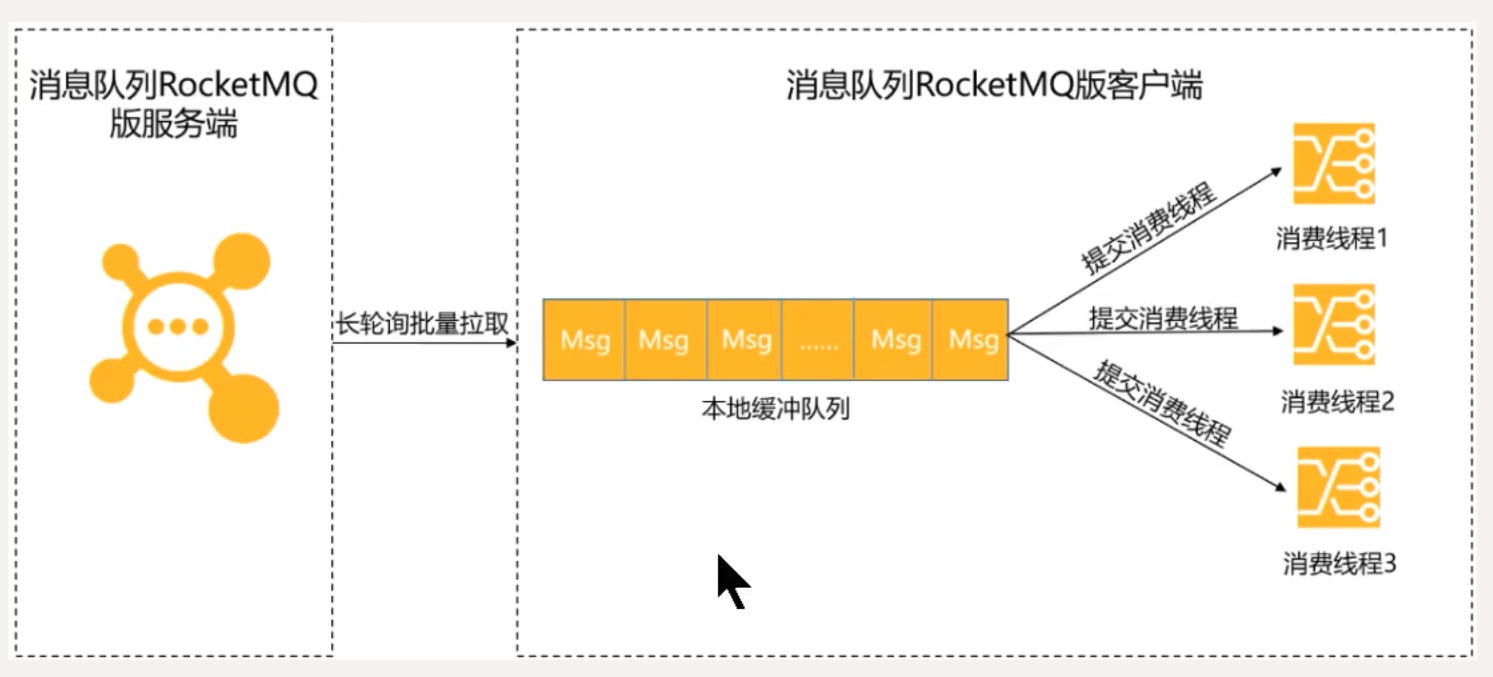 消息队列RocketMQ
版服务端
消息队列RocketMQ版客户端
长轮询批量拉取
Msg
Msg
Msg
......
Msg
Msg
本地缓冲队列
提交消费线程
消费线程1
提交消费线程
消费线程2
提交消费线程
消费线程3